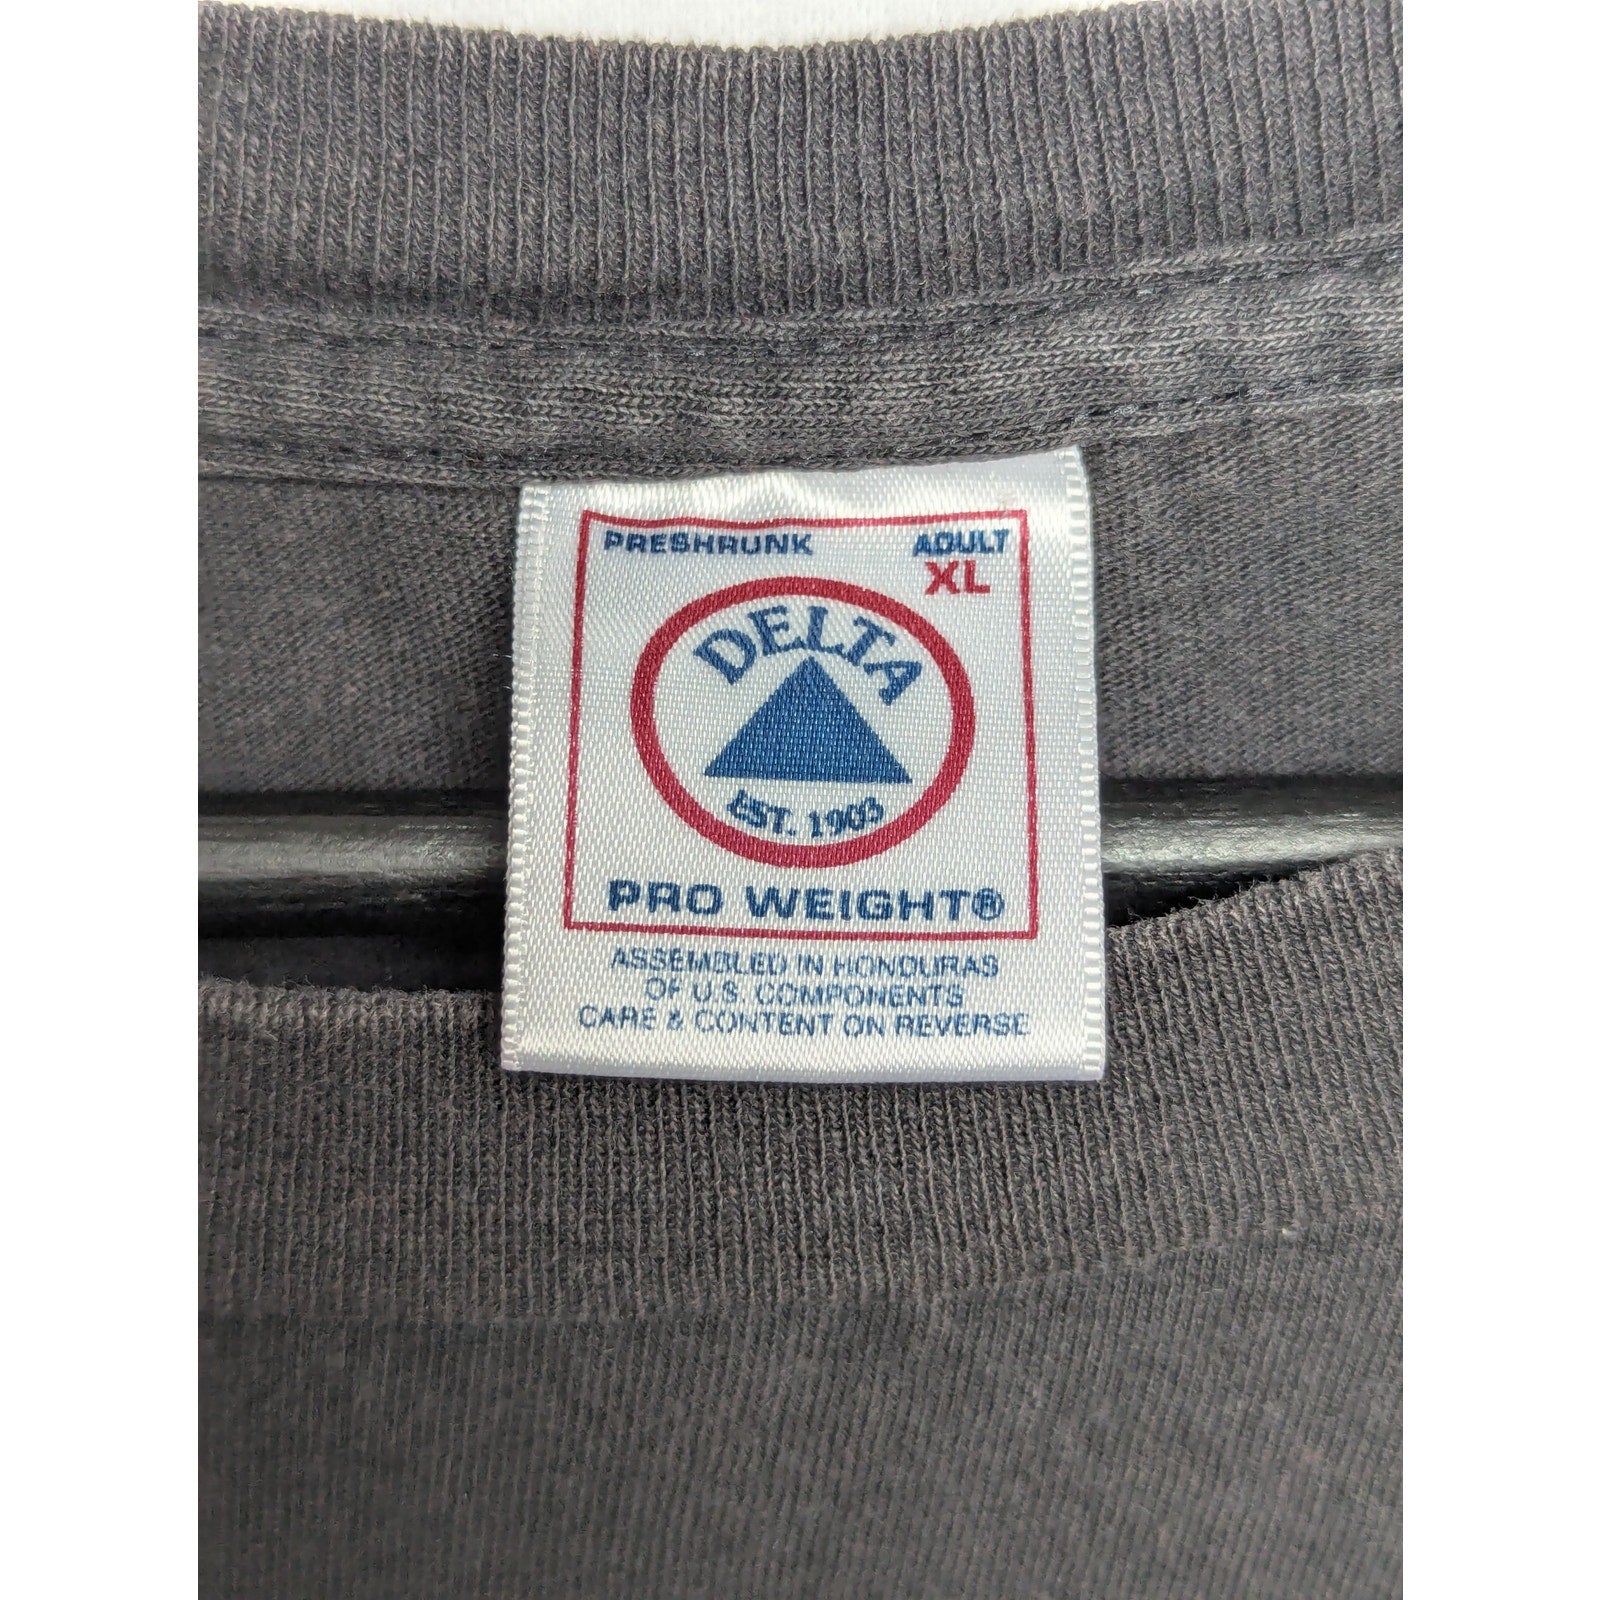 PRESHRUNK ADULT
XL
DELTA
EST. 1903
PRO WEIGHT®
ASSEMBLED IN HONDURAS
OF U.S. COMPONENTS
CARE & CONTENT ON REVERSE